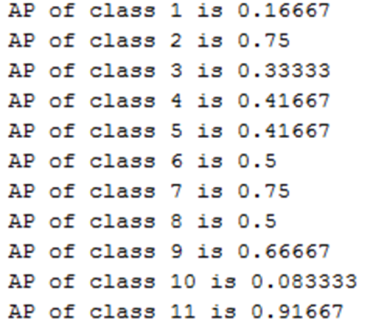 AP of class 1 is 0.16667
AP of class 2 is 0.75
AP of class 3 is 0.33333
AP of class 4 is 0.41667
AP of class 5 is 0.41667
AP of class 6 is 0.5
AP of class 7 is 0.75
AP of class 8 is 0.5
AP of class 9 is 0.66667
AP of class 10 is 0.083333
AP of class 11 is 0.91667